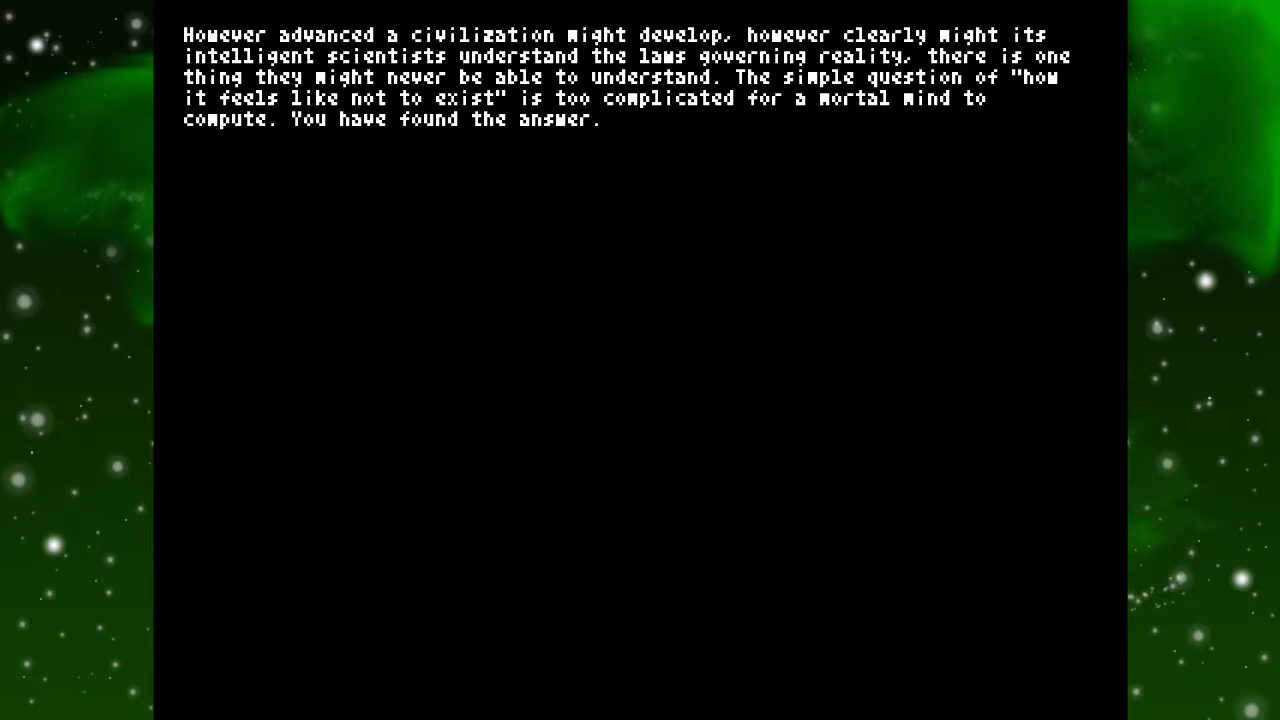 However advanced a civilization might develop, however clearly might its
intelligent scientists understand the laws governing reality, there is one
thing they might never be able to understand. The simple question of "how
it feels like not to exist" is too complicated for a mortal mind to
compute. You have found the answer.